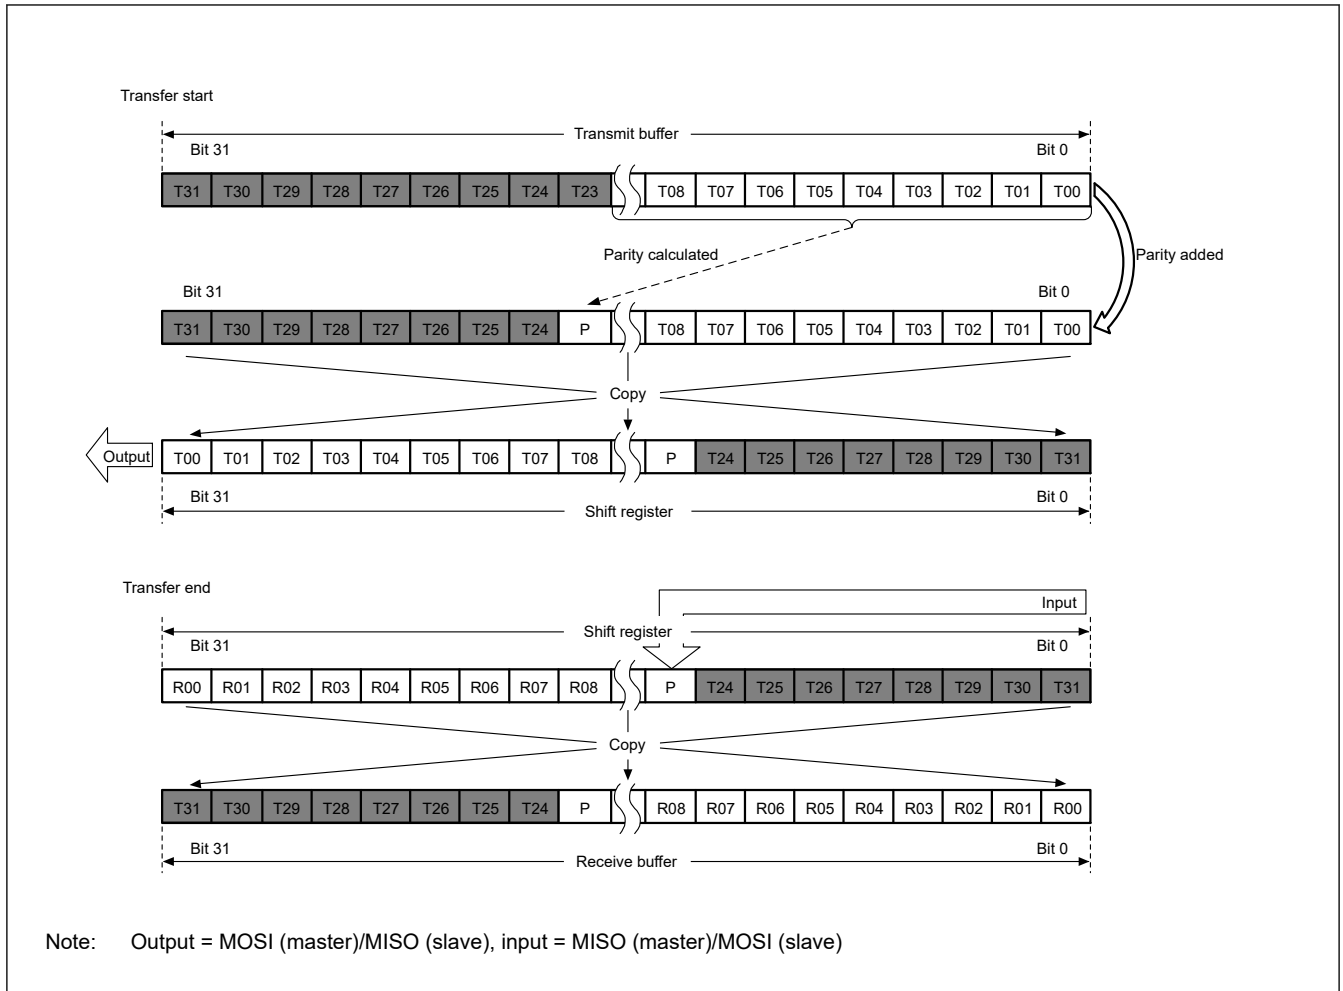 Transfer start
Transmit buffer
Bit 31 Bit 0
T31 T30 T29 T28 T27 T26 T25 T24 T23 T08 T07 T06 T05 T04 T03 T02 T01 T00
Parity calculated Parity added
Bit 31 Bit 0
T31 T30 T29 T28 T27 T26 T25 T24 P T08 T07 T06 T05 T04 T03 T02 T01 T00
Copy
Output T00 T01 T02 T03 T04 T05 T06 T07 T08 P T24 T25 T26 T27 T28 T29 T30 T31
Bit 31 Bit 0
Shift register
Transfer end
Input
Shift register
Bit 31 Bit 0
R00 R01 R02 R03 R04 R05 R06 R07 R08 P T24 T25 T26 T27 T28 T29 T30 T31
Copy
T31 T30 T29 T28 T27 T26 T25 T24 P R08 R07 R06 R05 R04 R03 R02 R01 R00
Bit 31 Bit 0
Receive buffer
Note: Output = MOSI (master)/MISO (slave), input = MISO (master)/MOSI (slave)